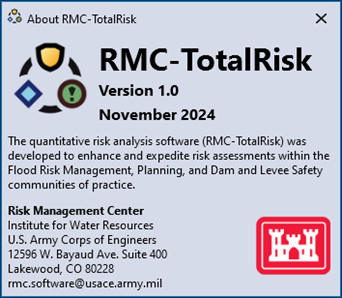 About RMC-TotalRisk
RMC-TotalRisk
Version 1.0
November 2024
The quantitative risk analysis software (RMC-TotalRisk) was
developed to enhance and expedite risk assessments within the
Flood Risk Management, Planning, and Dam and Levee Safety
communities of practice.
Risk Management Center
Institute for Water Resources
U.S. Army Corps of Engineers
12596 W. Bayaud Ave. Suite 400
Lakewood, CO 80228
rmc.software@usace.army.mil